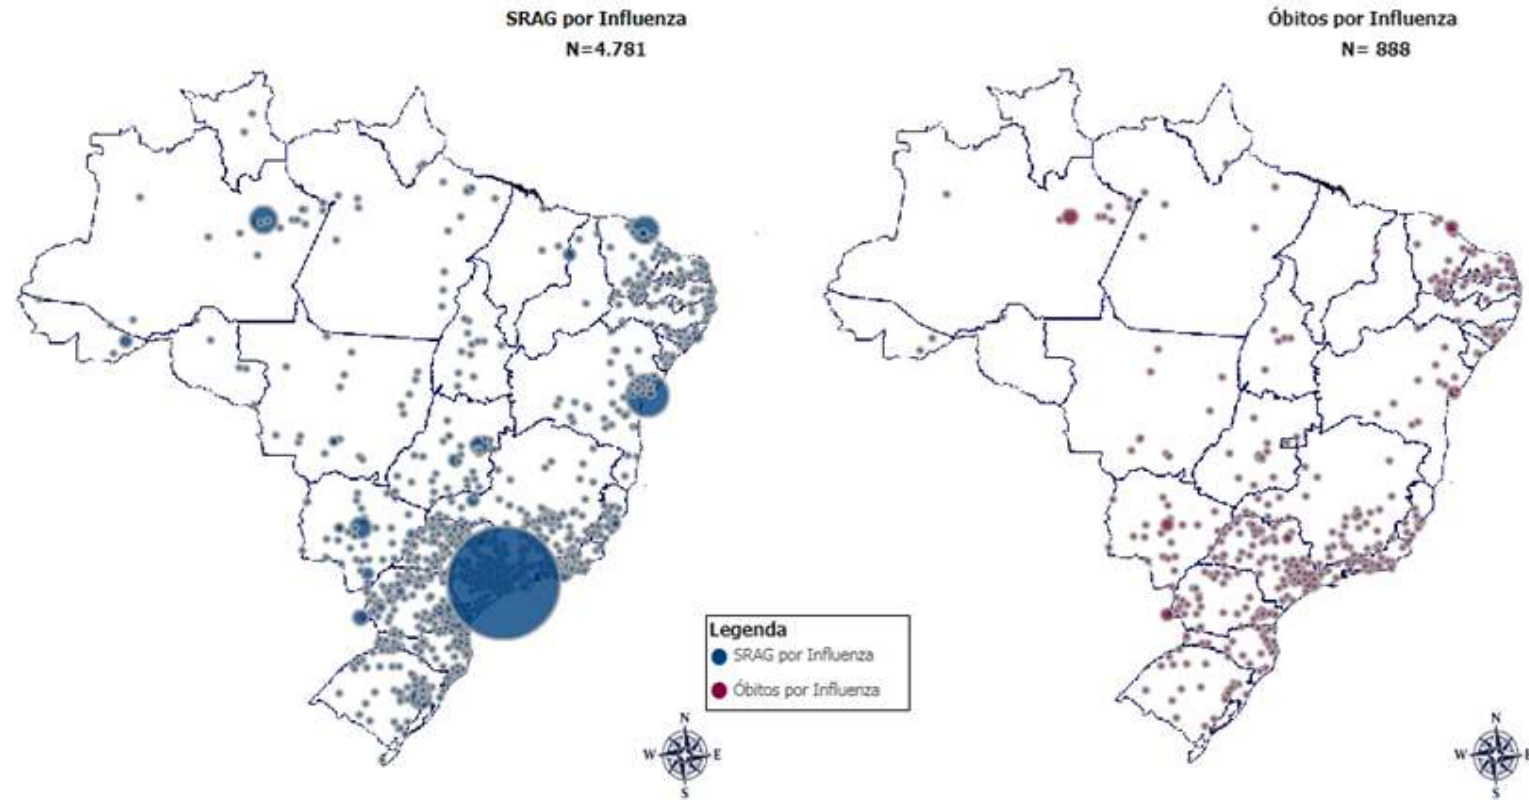 SRAG por Influenza
N=4.781
Óbitos por Influenza
N= 888
Legenda
SRAG por Influenza
Óbitos por Influenza
N
W
E
S
N
W
E
S